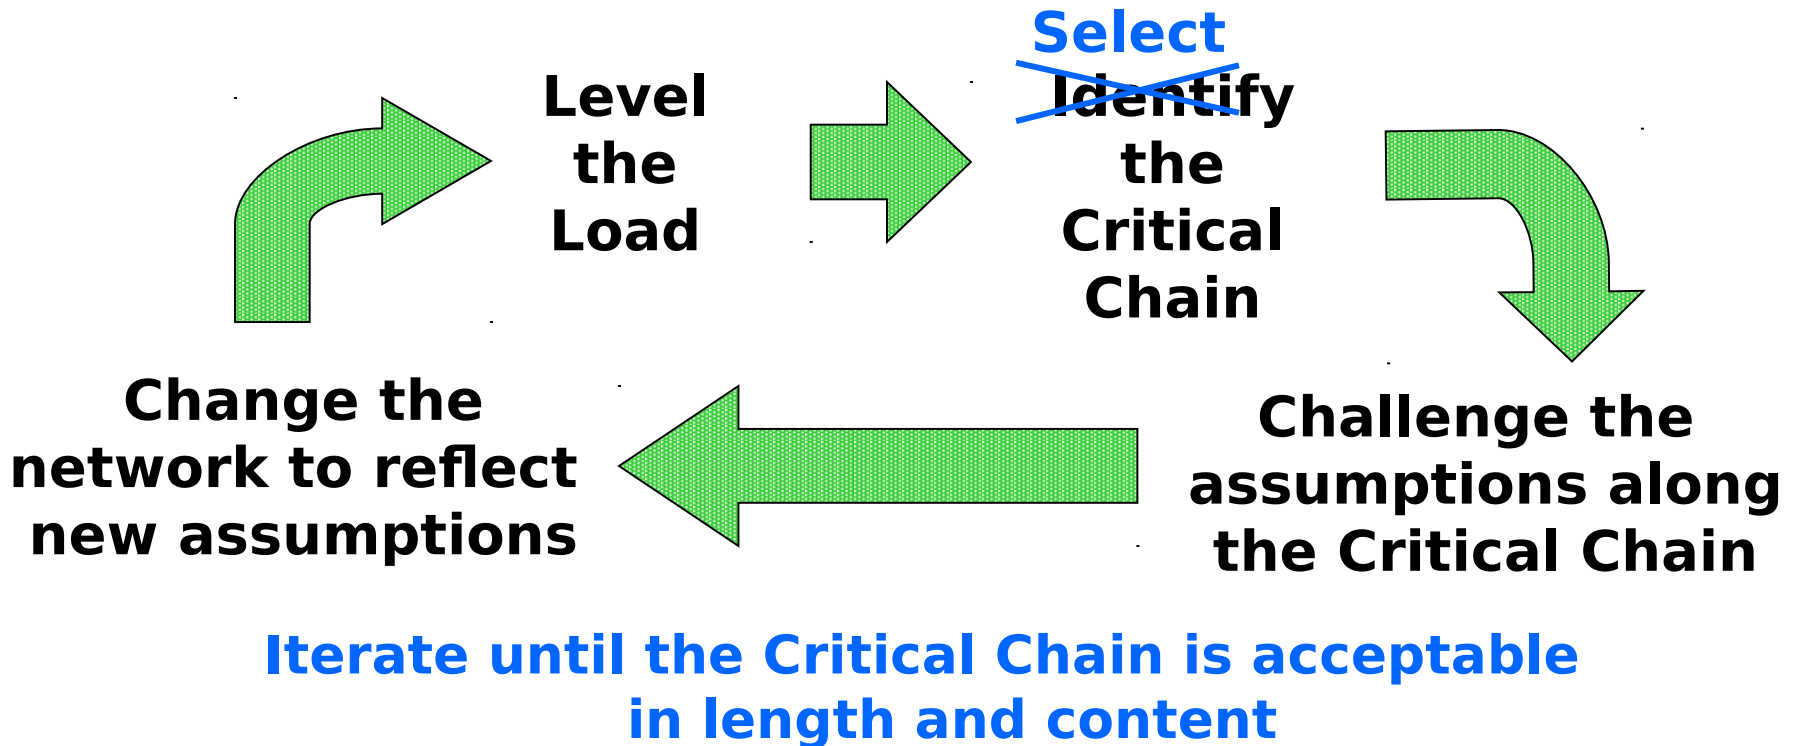 Level
the
Load
Select
Identify
the
Critical
Chain
Challenge the
assumptions along
the Critical Chain
Change the
network to reflect
new assumptions
Iterate until the Critical Chain is acceptable
in length and content